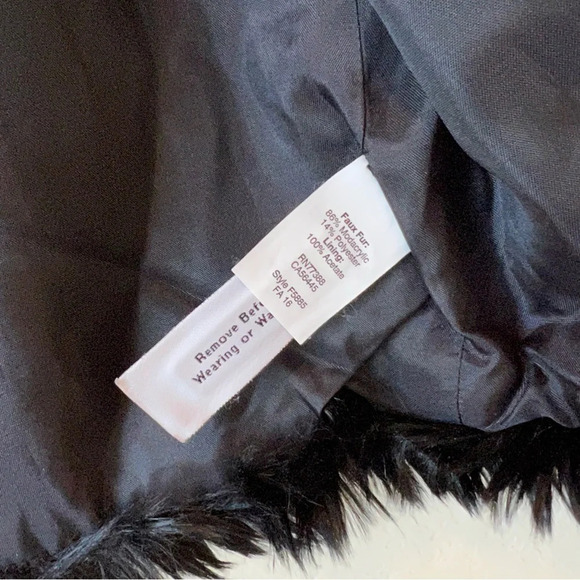 Faux Fur:
86% Modacrylic
14% Polyester
Lining:
100% Acetate
RN77388
CA56445
Style F5885
FA 16
Remove Bef
Wearing or Wa